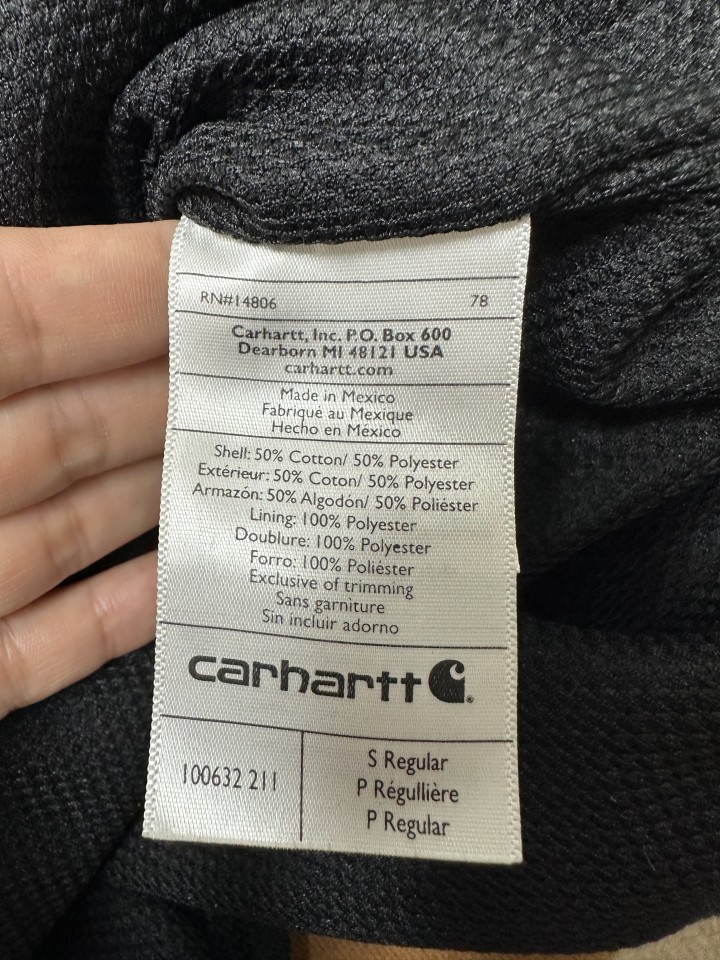 RN#14806 78
Carhartt, Inc. P.O. Box 600
Dearborn MI 48121 USA
carhartt.com
Made in Mexico
Fabriqué au Mexique
Hecho en México
Shell: 50% Cotton/ 50% Polyester
Extérieur: 50% Coton/ 50% Polyester
Armazón: 50% Algodón/ 50% Poliéster
Lining: 100% Polyester
Doublure: 100% Polyester
Forro: 100% Poliéster
Exclusive of trimming
Sans garniture
Sin incluir adorno
carhartt
100632 211
S Regular
P Régullière
P Regular